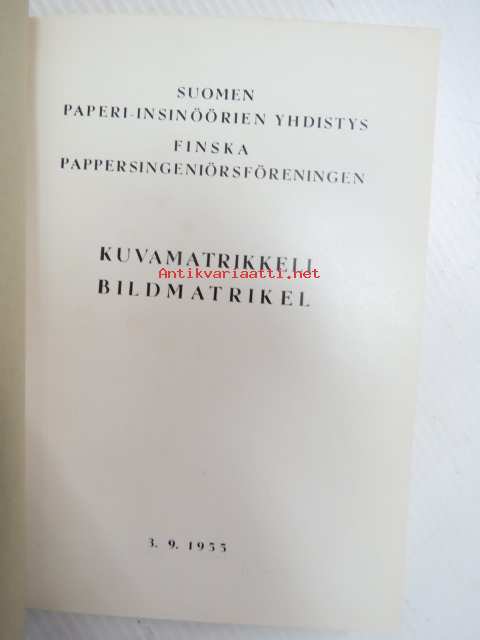 SUOMEN
PAPERI-INSINÖÖRIEN YHDISTYS
FINSKA
PAPPERSINGENIÖRSFÖRENINGEN
KUVAMATRIKKELI
Antikvariaatti.net
BILDMATRIKEL
3. 9. 1955